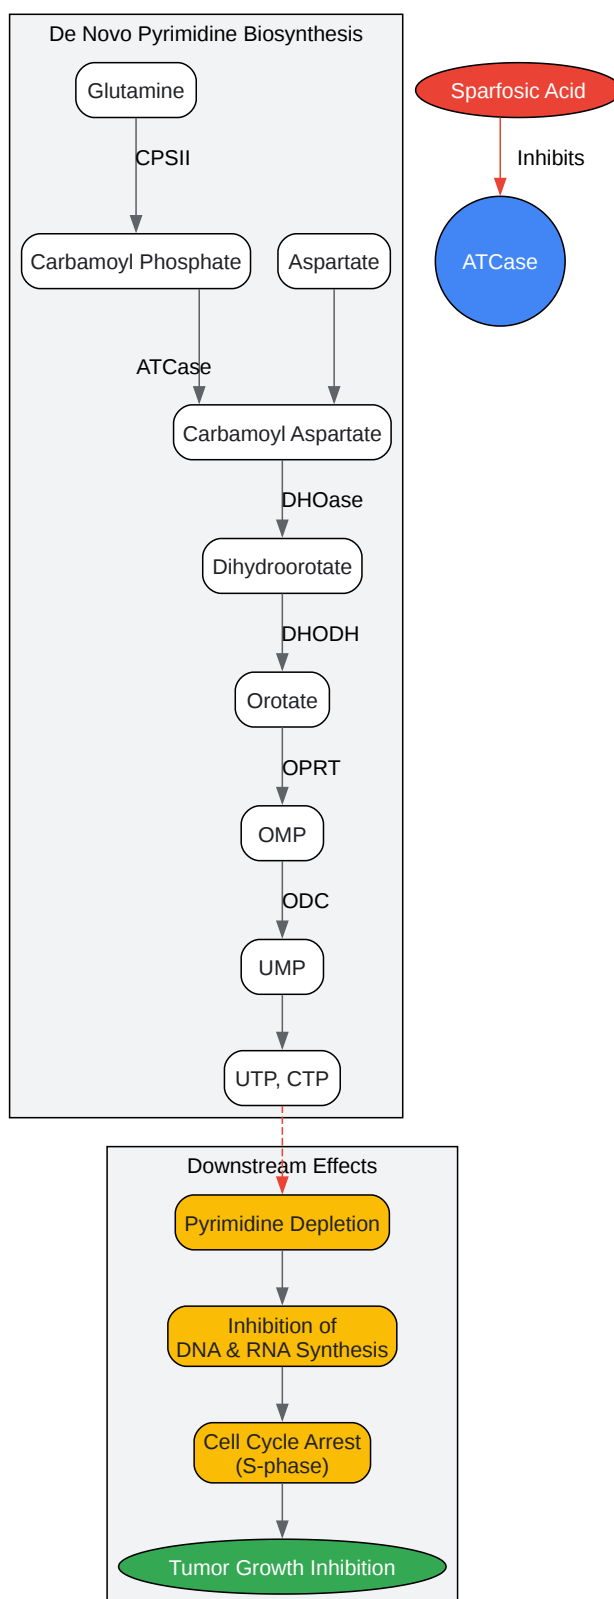 De Novo Pyrimidine Biosynthesis
Glutamine
Sparfosic Acid
CPSII
Inhibits
Carbamoyl Phosphate
Aspartate
ATCase
ATCase
Carbamoyl Aspartate
DHOase
Dihydroorotate
DHODH
Orotate
OPRT
OMP
ODC
UMP
UTP, CTP
Downstream Effects
Pyrimidine Depletion
Inhibition of
DNA & RNA Synthesis
Cell Cycle Arrest
(S-phase)
Tumor Growth Inhibition